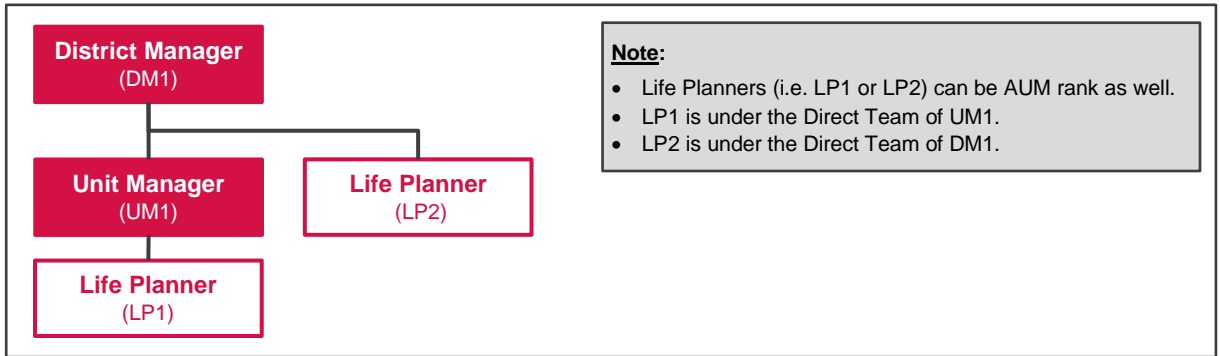 District Manager
(DM1)
Unit Manager
(UM1)
Life Planner
(LP2)
Life Planner
(LP1)
Note:
• Life Planners (i.e. LP1 or LP2) can be AUM rank as well.
• LP1 is under the Direct Team of UM1.
• LP2 is under the Direct Team of DM1.